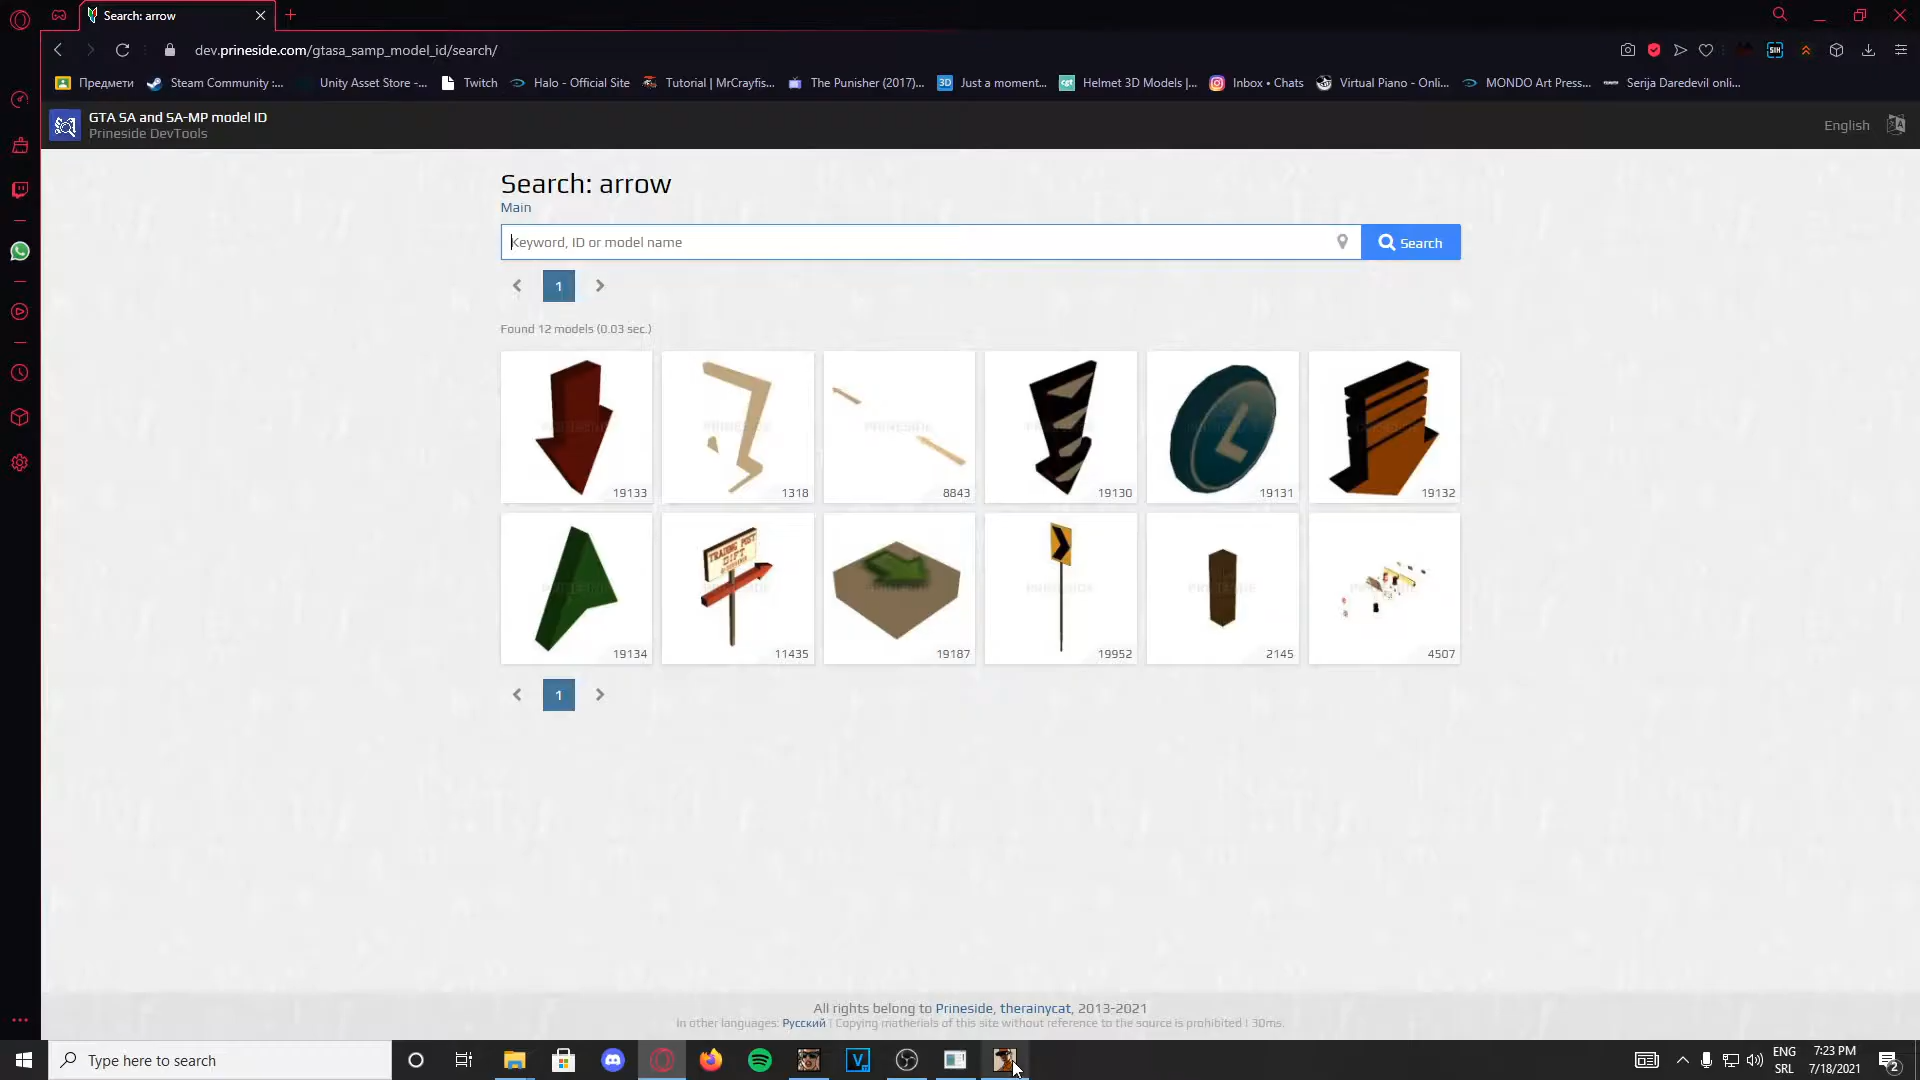 Search: arrow
dev.prineside.com/gtasa_samp_model_id/search/
Предмети
Steam Community :...
Unity Asset Store -...
Twitch
Halo - Official Site
Tutorial | MrCrayfis...
The Punisher (2017)...
Just a moment...
Helmet 3D Models |...
Inbox • Chats
Virtual Piano - Onli...
MONDO Art Press...
Serija Daredevil onli...
GTA SA and SA-MP model ID
Prineside DevTools
English
Search: arrow
Main
Keyword, ID or model name
Search
1
Found 12 models (0.03 sec.)
19133
1318
8843
19130
19131
19132
TRADING POST
19134
11435
19187
19952
2145
4507
1
All rights belong to Prineside, therainycat, 2013-2021
In other languages: Русский | Copying matherials of this site without reference to the source is prohibited ! 30ms.
Type here to search
ENG
SRL
7:23 PM
7/18/2021
2